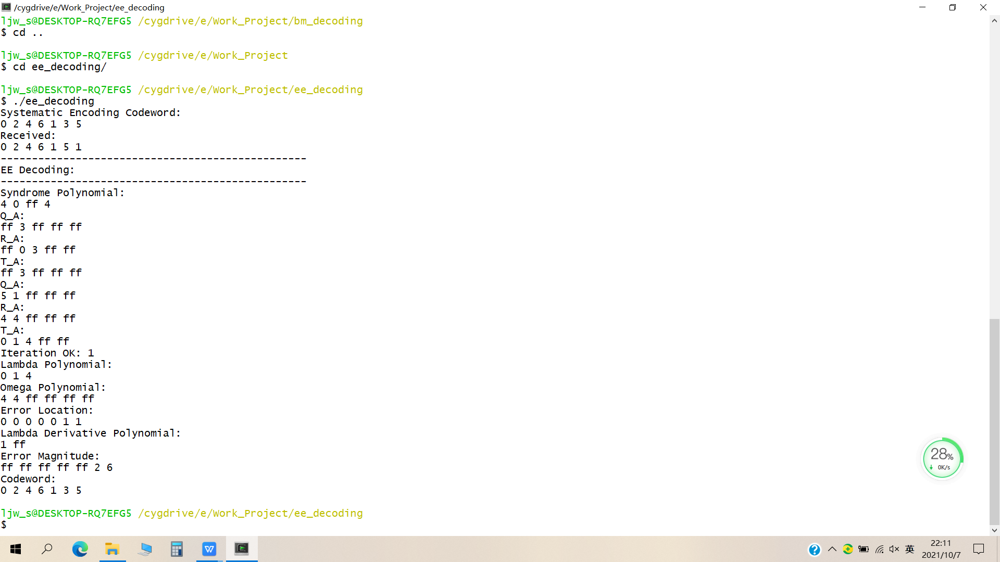 /cygdrive/e/Work_Project/ee_decoding
ljw_s@DESKTOP-RQ7EFG5 /cygdrive/e/Work_Project/bm_decoding
$ cd ..
ljw_s@DESKTOP-RQ7EFG5 /cygdrive/e/Work_Project
$ cd ee_decoding/
ljw_s@DESKTOP-RQ7EFG5 /cygdrive/e/Work_Project/ee_decoding
$ ./ee_decoding
Systematic Encoding Codeword:
0 2 4 6 1 3 5
Received:
0 2 4 6 1 5 1
-------------------------------------------------
EE Decoding:
-------------------------------------------------
Syndrome Polynomial:
4 0 ff 4
Q_A:
ff 3 ff ff ff
R_A:
ff 0 3 ff ff
T_A:
ff 3 ff ff ff
Q_A:
5 1 ff ff ff
R_A:
4 4 ff ff ff
T_A:
0 1 4 ff ff
Iteration OK: 1
Lambda Polynomial:
0 1 4
Omega Polynomial:
4 4 ff ff ff ff
Error Location:
0 0 0 0 0 1 1
Lambda Derivative Polynomial:
1 ff
Error Magnitude:
ff ff ff ff ff 2 6
Codeword:
0 2 4 6 1 3 5
ljw_s@DESKTOP-RQ7EFG5 /cygdrive/e/Work_Project/ee_decoding
$
28%
0K/s
英
22:11
2021/10/7